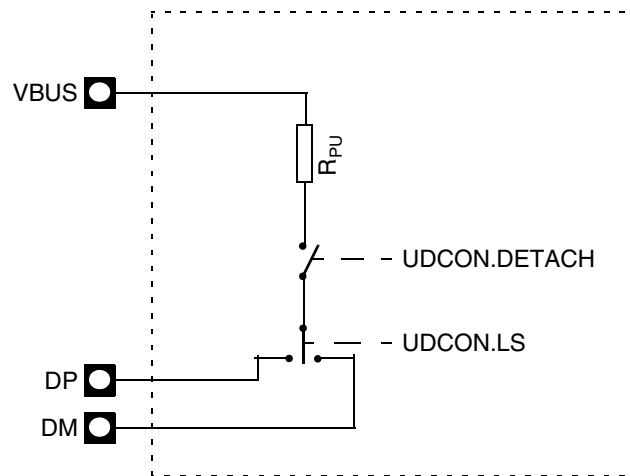 VBUS
RPU
UDCON.DETACH
UDCON.LS
DP
DM